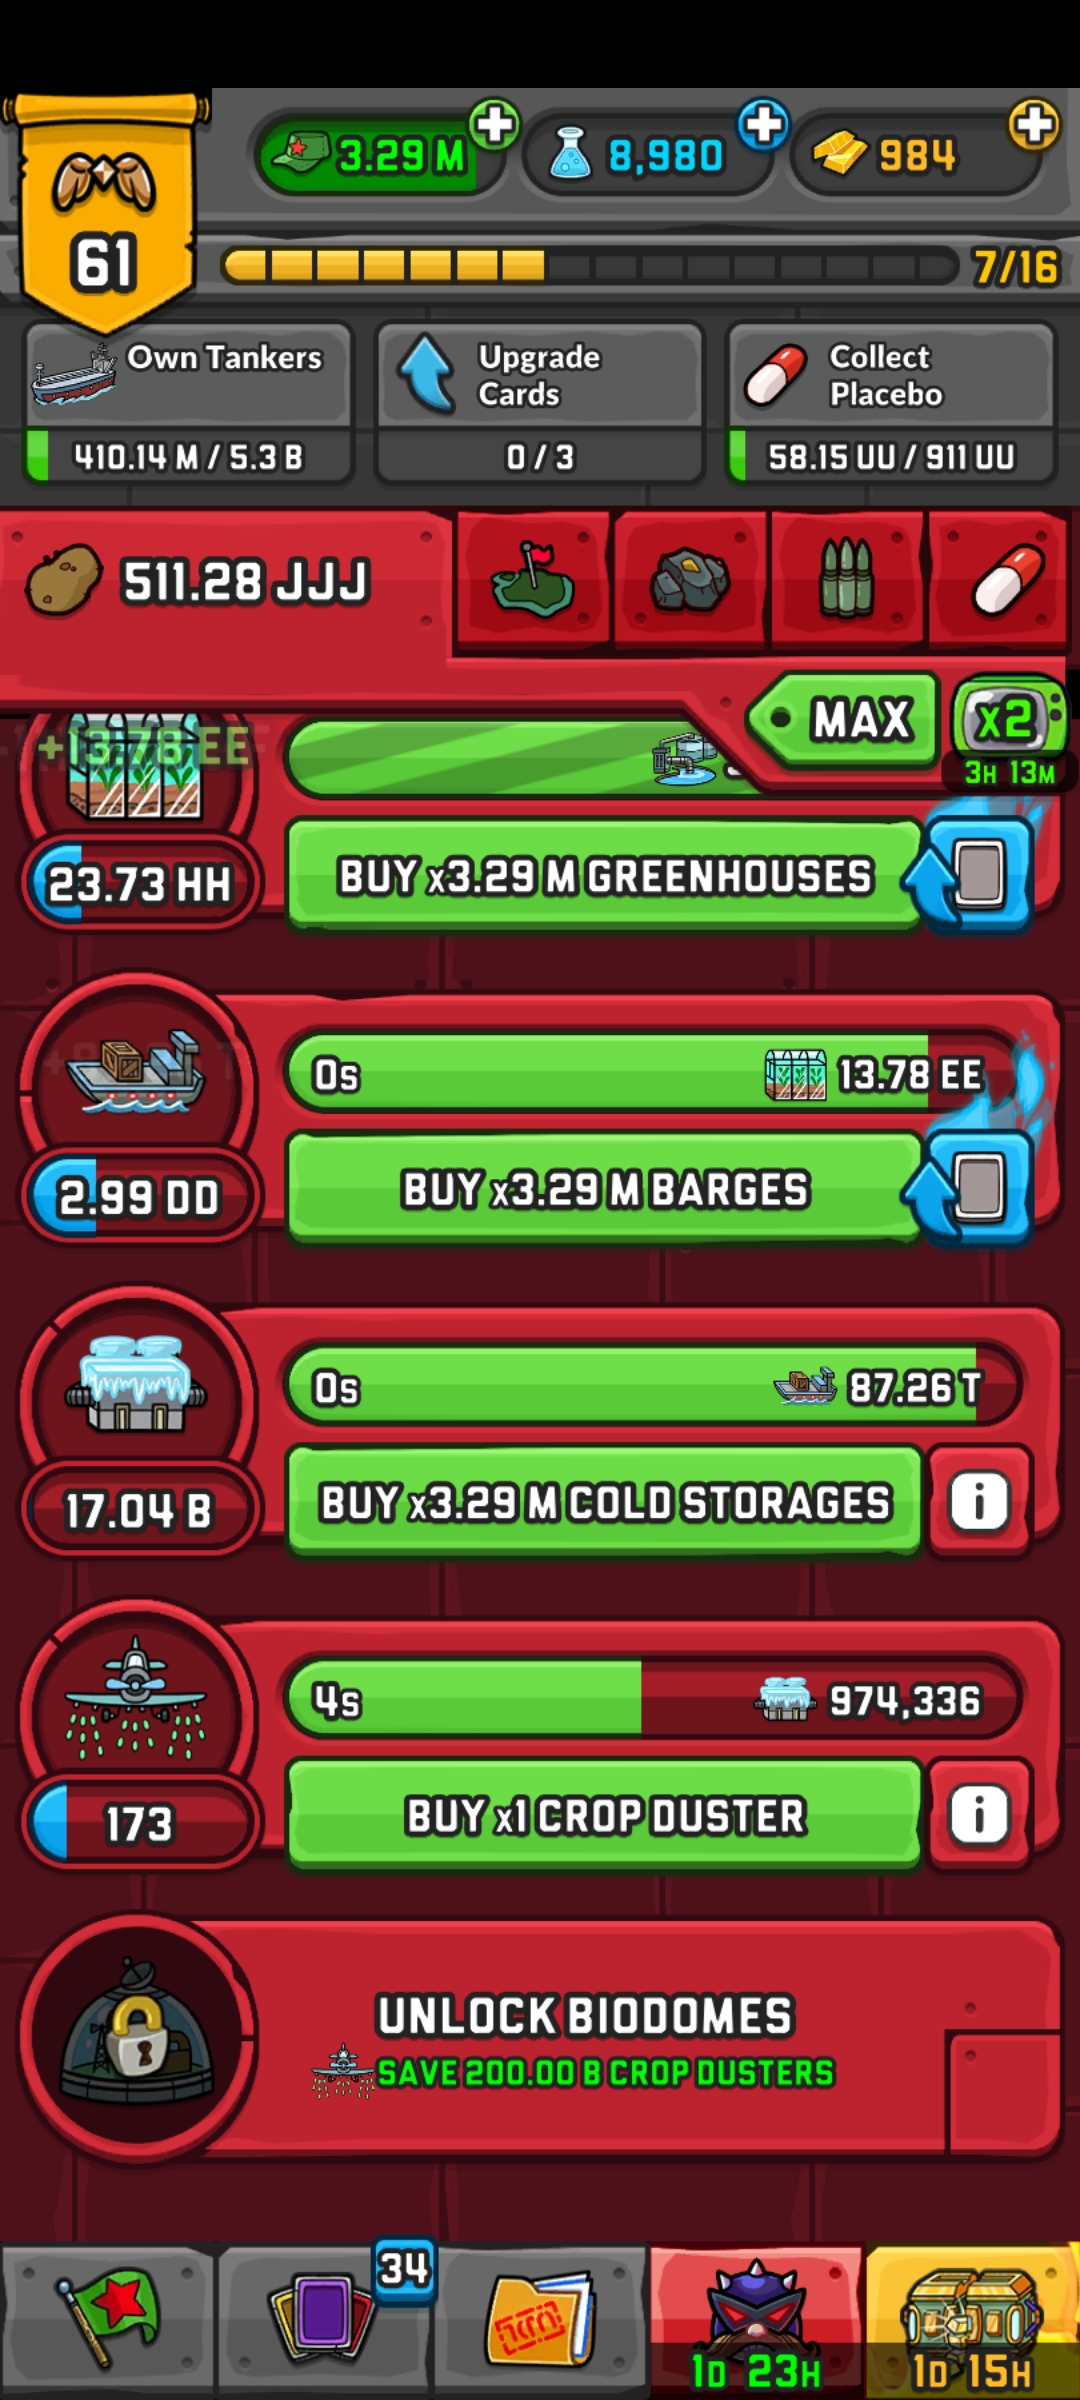 3.29 M
8,980
984
61
7/16
Own Tankers
410.14 M / 5.3 B
Upgrade
Cards
0 / 3
Collect
Placebo
58.15 UU / 911 UU
511.28 JJJ
MAX
x2
3H 13M
+13.78 EE
23.73 HH
BUY x3.29 M GREENHOUSES
0s
13.78 EE
2.99 DD
BUY x3.29 M BARGES
0s
87.26 T
17.04 B
BUY x3.29 M COLD STORAGES
i
4s
974,336
173
BUY x1 CROP DUSTER
i
UNLOCK BIODOMES
SAVE 200.00 B CROP DUSTERS
34
1D 23H
1D 15H